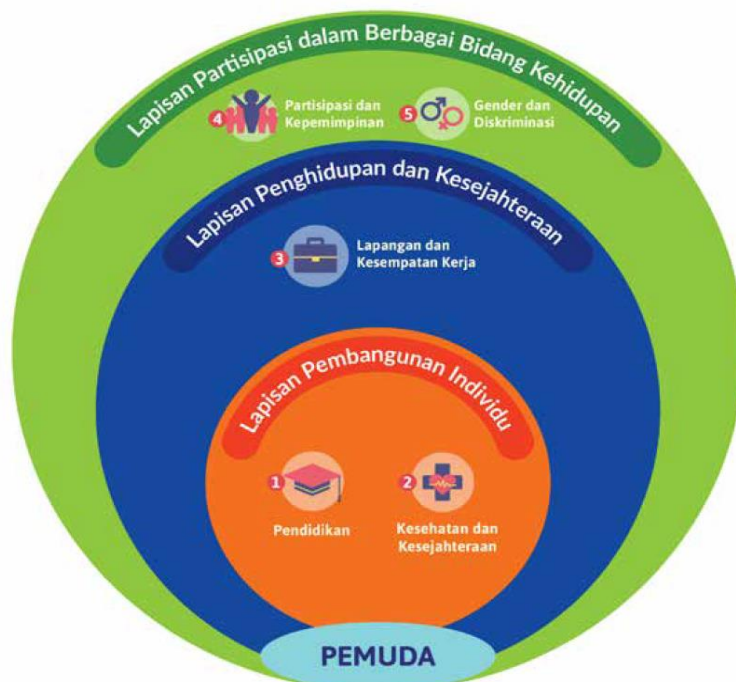 Lapisan Partisipasi dalam Berbagai Bidang Kehidupan
4
Partisipasi dan
Kepemimpinan
5
Gender dan
Diskriminasi
Lapisan Penghidupan dan Kesejahteraan
3
Lapangan dan
Kesempatan Kerja
Lapisan Pembangunan Individu
1
Pendidikan
2
Kesehatan dan
Kesejahteraan
PEMUDA